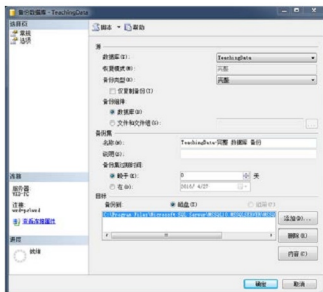 备份数据库 - TeachingData
选择页
常规
选项
脚本
帮助
源
数据库(T):
TeachingData
恢复模式(M):
完整
备份类型(K):
完整
仅复制备份(Y)
备份组件:
数据库(B)
文件和文件组(G):
备份集
名称(N):
TeachingData-完整 数据库 备份
说明(S):
备份集过期时间:
晚于(E):
0
天
在(O):
2018/ 4/27
目标
备份到:
磁盘(I)
磁带(P)
添加(D)...
删除(R)
内容(C)
连接
服务器:
连接:
查看连接属性
进度
就绪
确定
取消